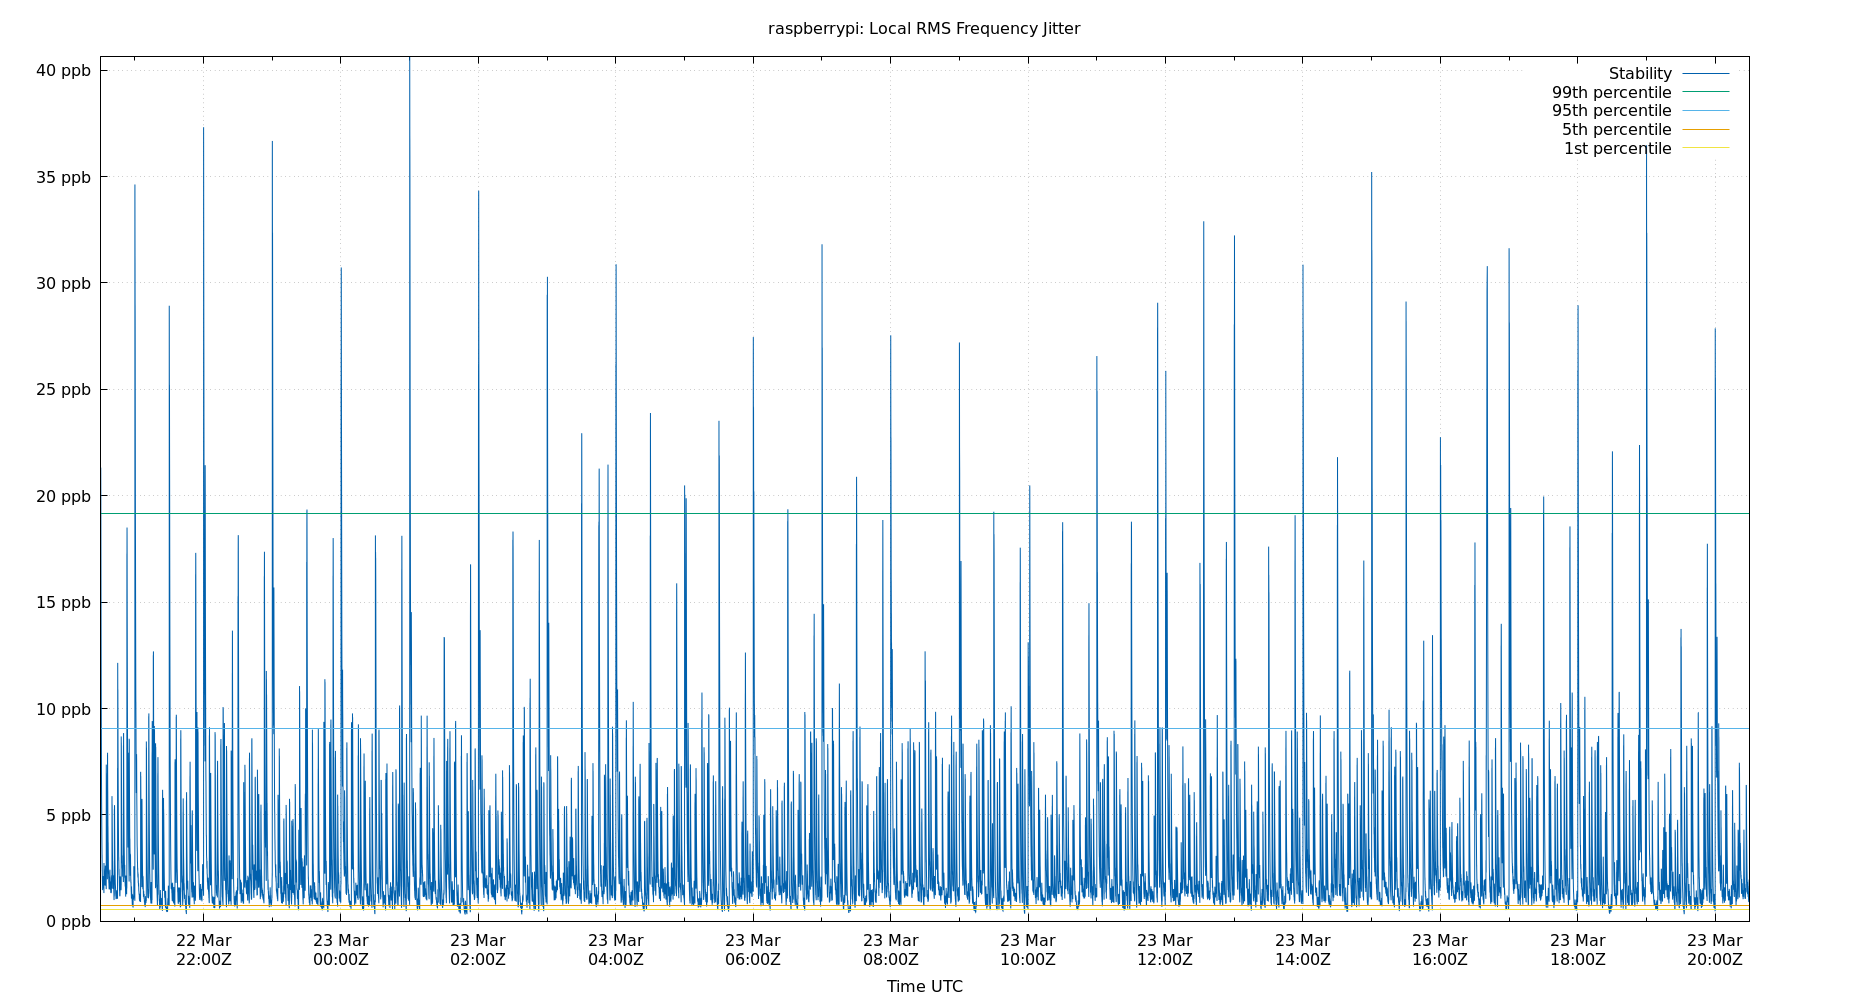 raspberrypi: Local RMS Frequency Jitter
40 ppb
35 ppb
30 ppb
25 ppb
20 ppb
15 ppb
10 ppb
5 ppb
0 ppb
Stability
99th percentile
95th percentile
5th percentile
1st percentile
22 Mar 23 Mar 23 Mar 23 Mar 23 Mar 23 Mar 23 Mar 23 Mar 23 Mar 23 Mar 23 Mar 23 Mar
22:00Z 00:00Z 02:00Z 04:00Z 06:00Z 08:00Z 10:00Z 12:00Z 14:00Z 16:00Z 18:00Z 20:00Z
Time UTC